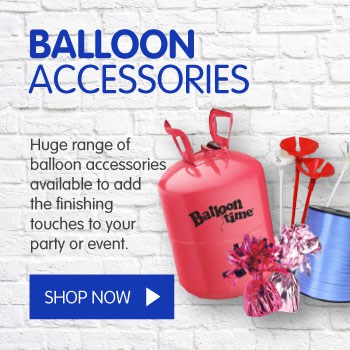 BALLOON
ACCESSORIES
Huge range of
balloon accessories
available to add
the finishing
touches to your
party or event.
SHOP NOW
Balloon
time